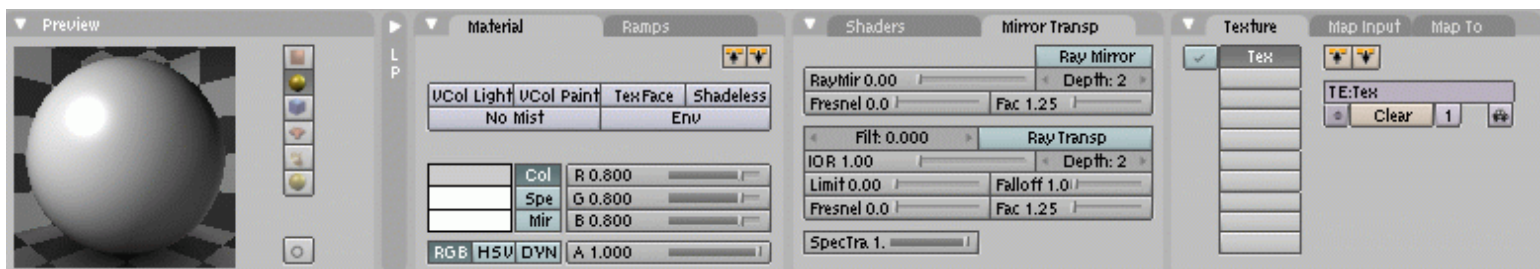 Preview
L
P
Material Ramps
VCol Light VCol Paint TexFace Shadeless
No Mist Env
Col R 0.800
Spe G 0.800
Mir B 0.800
RGB HSV DYN A 1.000
Shaders Mirror Transp
Ray Mirror
RayMir 0.00 Depth: 2
Fresnel 0.0 Fac 1.25
Filt: 0.000 Ray Transp
IOR 1.00 Depth: 2
Limit 0.00 Falloff 1.0
Fresnel 0.0 Fac 1.25
SpecTra 1.
Texture Map Input Map To
Tex
TE:Tex
Clear 1